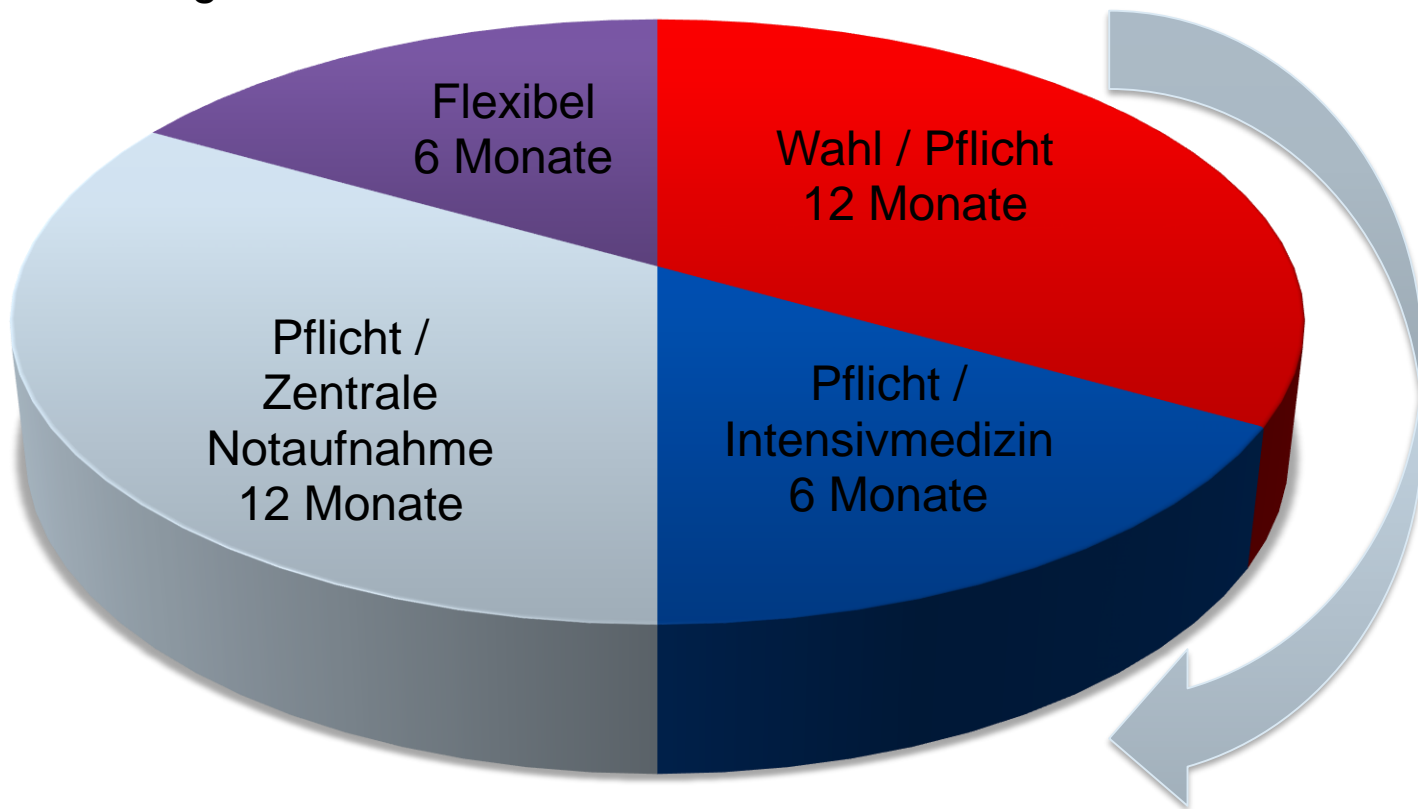 Flexibel
6 Monate
Wahl / Pflicht
12 Monate
Pflicht /
Intensivmedizin
6 Monate
Pflicht /
Zentrale
Notaufnahme
12 Monate